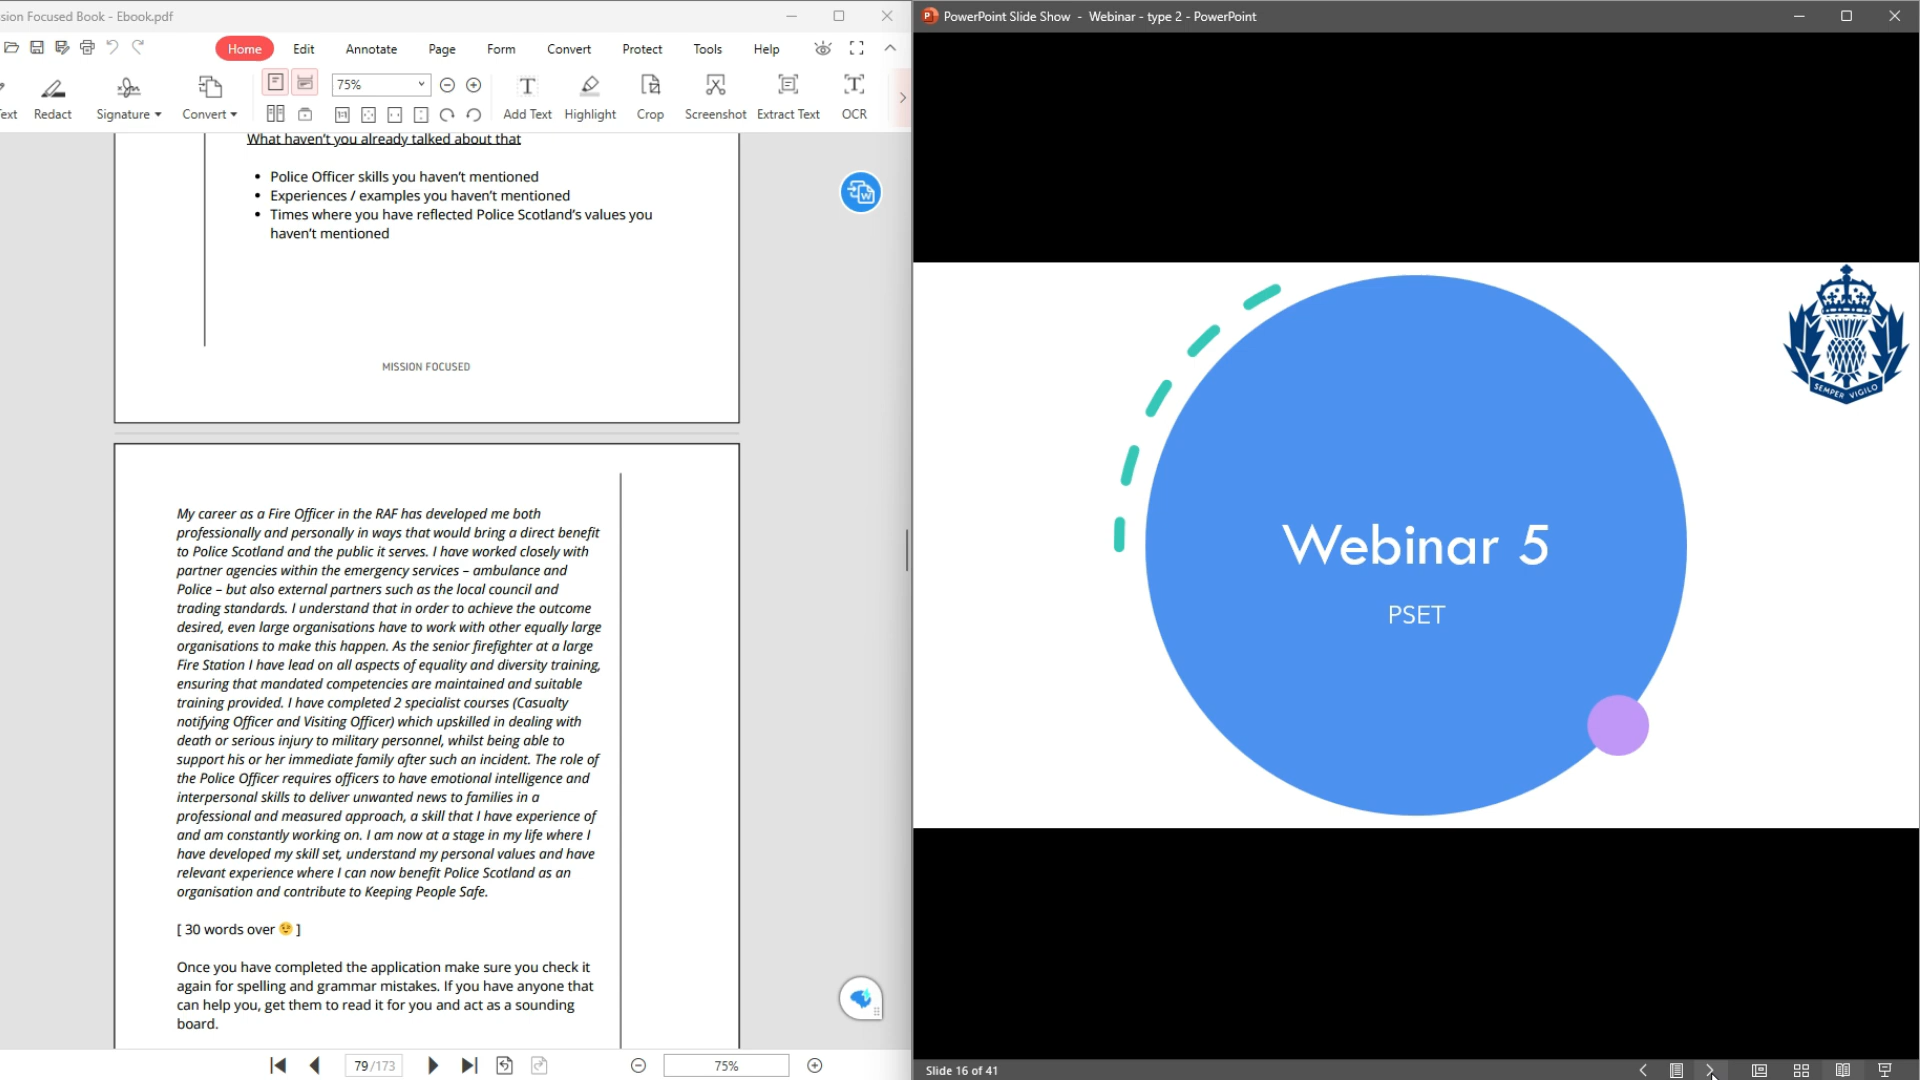 sion Focused Book - Ebook.pdf
Home Edit Annotate Page Form Convert Protect Tools Help
ext Redact Signature Convert 75% Add Text Highlight Crop Screenshot Extract Text OCR
What haven't you already talked about that
• Police Officer skills you haven't mentioned
• Experiences / examples you haven't mentioned
• Times where you have reflected Police Scotland's values you
haven't mentioned
MISSION FOCUSED
My career as a Fire Officer in the RAF has developed me both
professionally and personally in ways that would bring a direct benefit
to Police Scotland and the public it serves. I have worked closely with
partner agencies within the emergency services – ambulance and
Police – but also external partners such as the local council and
trading standards. I understand that in order to achieve the outcome
desired, even large organisations have to work with other equally large
organisations to make this happen. As the senior firefighter at a large
Fire Station I have lead on all aspects of equality and diversity training,
ensuring that mandated competencies are maintained and suitable
training provided. I have completed 2 specialist courses (Casualty
notifying Officer and Visiting Officer) which upskilled in dealing with
death or serious injury to military personnel, whilst being able to
support his or her immediate family after such an incident. The role of
the Police Officer requires officers to have emotional intelligence and
interpersonal skills to deliver unwanted news to families in a
professional and measured approach, a skill that I have experience of
and am constantly working on. I am now at a stage in my life where I
have developed my skill set, understand my personal values and have
relevant experience where I can now benefit Police Scotland as an
organisation and contribute to Keeping People Safe.
[ 30 words over 😉 ]
Once you have completed the application make sure you check it
again for spelling and grammar mistakes. If you have anyone that
can help you, get them to read it for you and act as a sounding
board.
79 /173
75%
PowerPoint Slide Show - Webinar - type 2 - PowerPoint
SEMPER VIGILO
Webinar 5
PSET
Slide 16 of 41